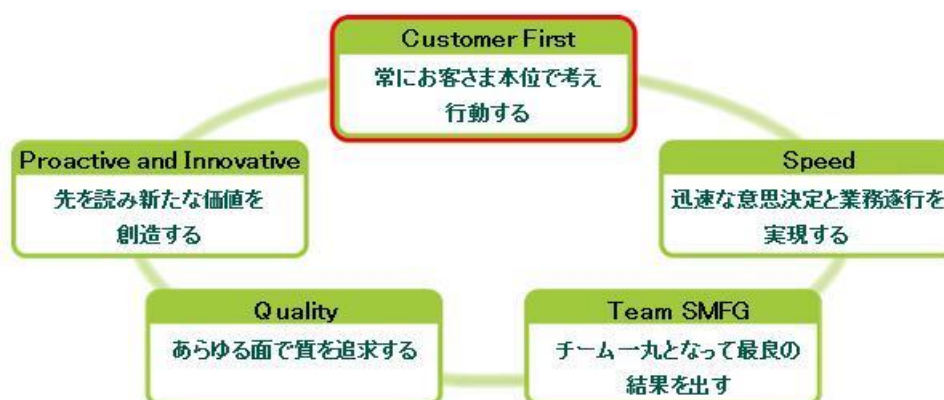 Customer First
常にお客さま本位で考え
行動する
Proactive and Innovative
先を読み新たな価値を
創造する
Speed
迅速な意思決定と業務遂行を
実現する
Quality
あらゆる面で質を追求する
Team SMFG
チーム一丸となって最良の
結果を出す